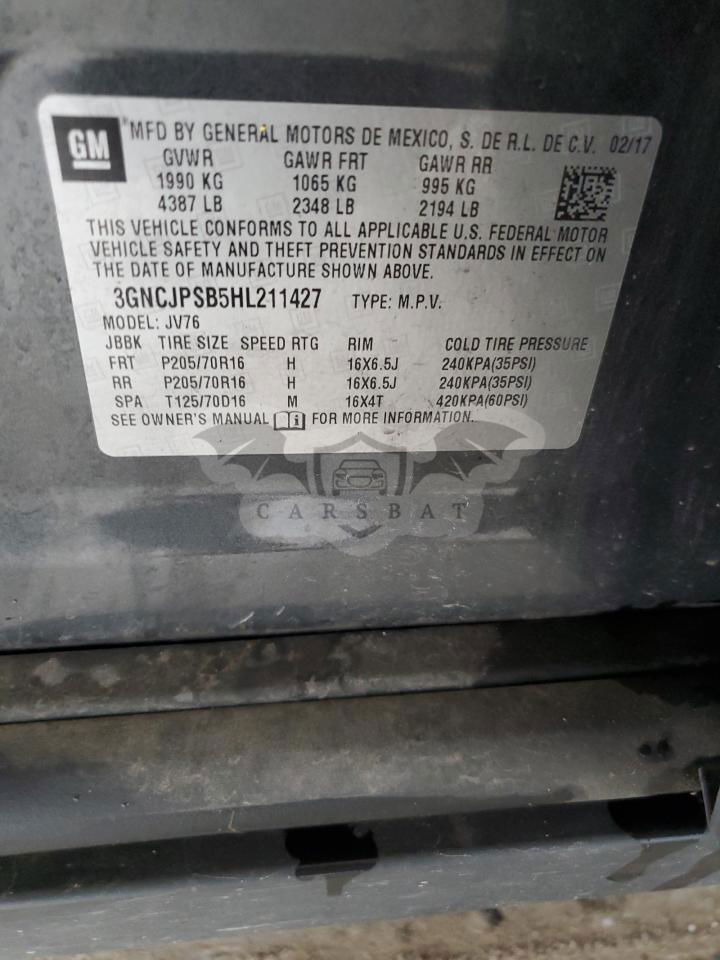 GM
MFD BY GENERAL MOTORS DE MEXICO, S. DE R.L. DE C.V. 02/17
GVWR GAWR FRT GAWR RR
1990 KG 1065 KG 995 KG
4387 LB 2348 LB 2194 LB
THIS VEHICLE CONFORMS TO ALL APPLICABLE U.S. FEDERAL MOTOR
VEHICLE SAFETY AND THEFT PREVENTION STANDARDS IN EFFECT ON
THE DATE OF MANUFACTURE SHOWN ABOVE.
3GNCJPSB5HL211427 TYPE: M.P.V.
MODEL: JV76
JBBK TIRE SIZE SPEED RTG RIM COLD TIRE PRESSURE
FRT P205/70R16 H 16X6.5J 240KPA(35PSI)
RR P205/70R16 H 16X6.5J 240KPA(35PSI)
SPA T125/70D16 M 16X4T 420KPA(60PSI)
SEE OWNER'S MANUAL i FOR MORE INFORMATION.
CARSBAT